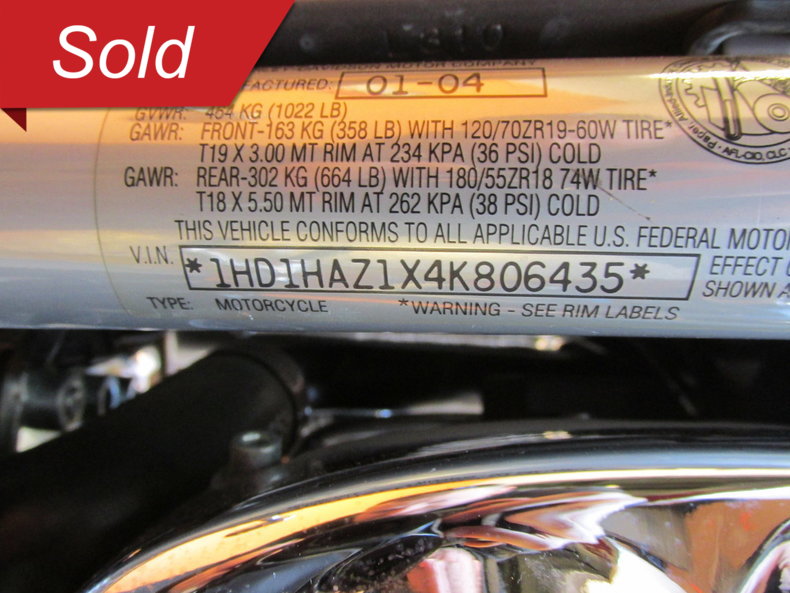 Sold
MOTOR COMPANY
FACTURED: 01-04
GVWR: 464 KG (1022 LB)
GAWR: FRONT-163 KG (358 LB) WITH 120/70ZR19-60W TIRE*
T19 X 3.00 MT RIM AT 234 KPA (36 PSI) COLD
GAWR: REAR-302 KG (664 LB) WITH 180/55ZR18 74W TIRE*
T18 X 5.50 MT RIM AT 262 KPA (38 PSI) COLD
THIS VEHICLE CONFORMS TO ALL APPLICABLE U.S. FEDERAL MOTO
V.I.N. *1HD1HAZ1X4K806435* EFFECT
SHOWN A
TYPE: MOTORCYCLE *WARNING - SEE RIM LABELS